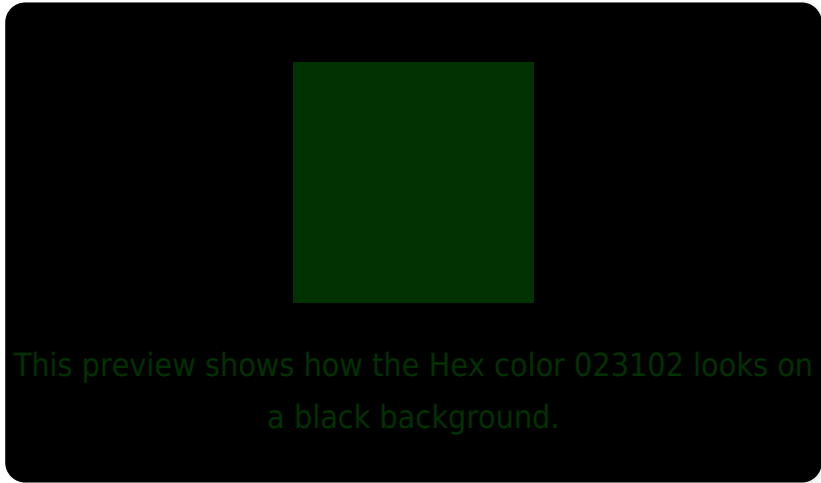 This preview shows how the Hex color 023102 looks on
a black background.